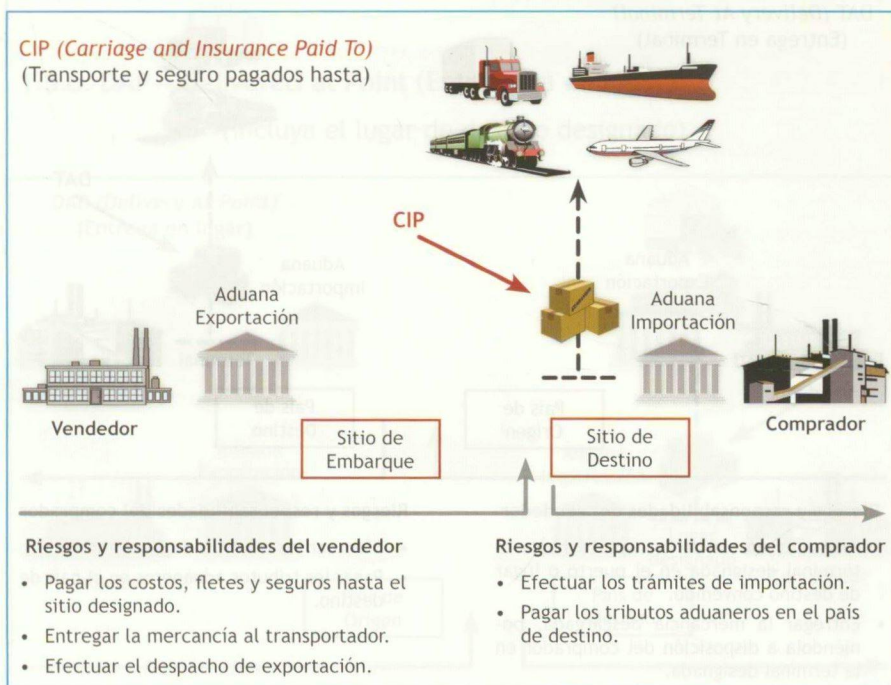 CIP (Carriage and Insurance Paid To)
(Transporte y seguro pagados hasta)
CIP
Aduana
Exportación
Aduana
Importación
Vendedor
Comprador
Sitio de
Embarque
Sitio de
Destino
Riesgos y responsabilidades del vendedor
• Pagar los costos, fletes y seguros hasta el
sitio designado.
• Entregar la mercancía al transportador.
• Efectuar el despacho de exportación.
Riesgos y responsabilidades del comprador
• Efectuar los trámites de importación.
• Pagar los tributos aduaneros en el país
de destino.